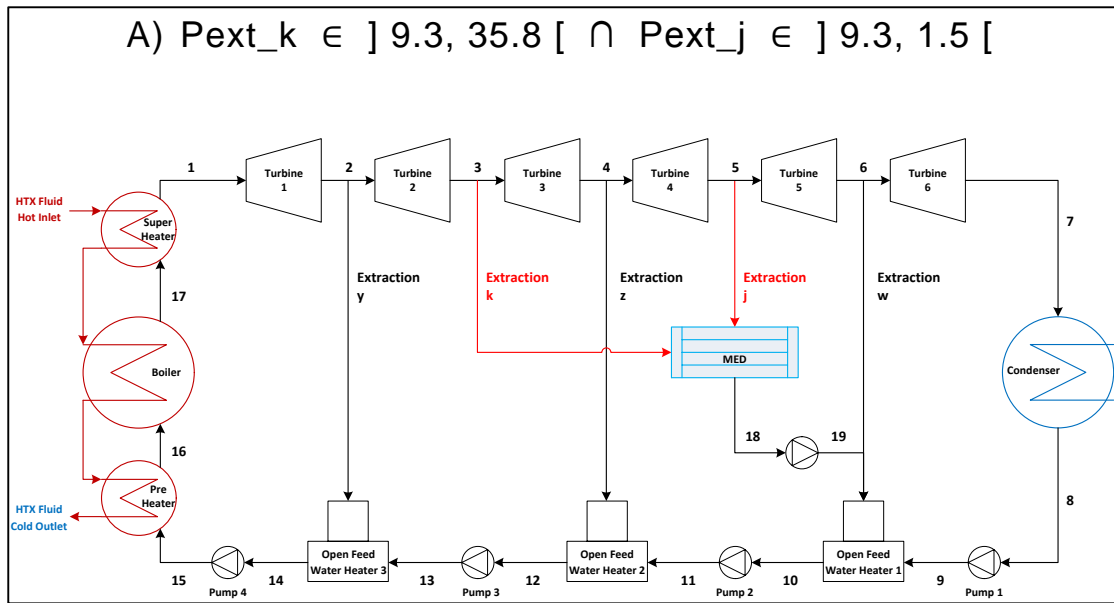 A) Pext_k ∈ ] 9.3, 35.8 [ ∩ Pext_j ∈ ] 9.3, 1.5 [
1
2
3
4
5
6
Turbine
1
Turbine
2
Turbine
3
Turbine
4
Turbine
5
Turbine
6
HTX Fluid
Hot Inlet
Super
Heater
7
17
Extraction
y
Extraction
k
Extraction
z
Extraction
j
Extraction
w
Boiler
MED
Condenser
16
18
19
Pre
Heater
HTX Fluid
Cold Outlet
8
Open Feed
Water Heater 3
Open Feed
Water Heater 2
Open Feed
Water Heater 1
15
14
13
12
11
10
9
Pump 4
Pump 3
Pump 2
Pump 1